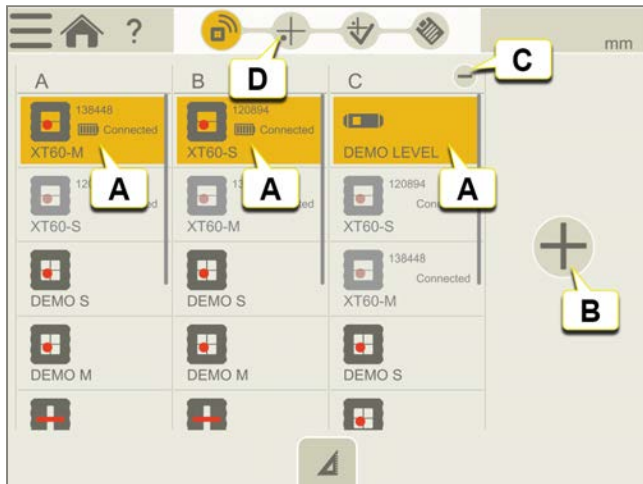 ?
mm
C
D
A
B
C
138448
Connected
XT60-M
A
120894
Connected
XT60-S
A
DEMO LEVEL
A
XT60-S
XT60-M
120894
XT60-S
138448
Connected
XT60-M
B
DEMO S
DEMO S
DEMO M
DEMO M
DEMO S